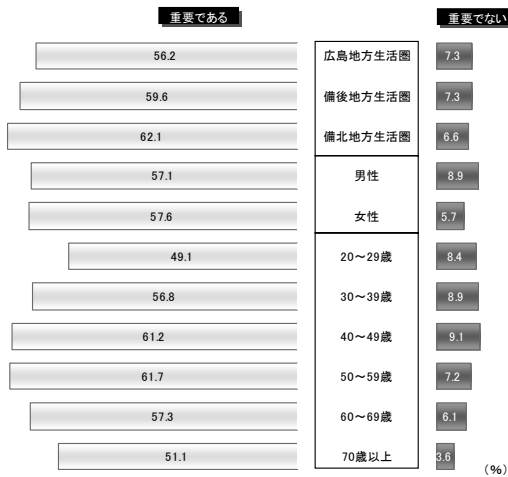 重要である 重要でない
56.2 広島地方生活圏 7.3
59.6 備後地方生活圏 7.3
62.1 備北地方生活圏 6.6
57.1 男性 8.9
57.6 女性 5.7
49.1 20～29歳 8.4
56.8 30～39歳 8.9
61.2 40～49歳 9.1
61.7 50～59歳 7.2
57.3 60～69歳 6.1
51.1 70歳以上 3.6
(％)